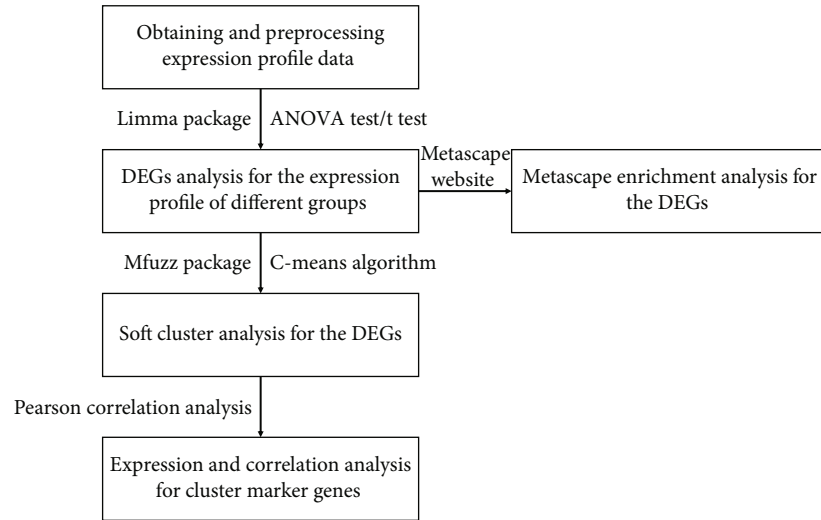 Obtaining and preprocessing
expression profile data
Limma package
ANOVA test/t test
DEGs analysis for the expression
profile of different groups
Metascape
website
Metascape enrichment analysis for
the DEGs
Mfuzz package
C-means algorithm
Soft cluster analysis for the DEGs
Pearson correlation analysis
Expression and correlation analysis
for cluster marker genes